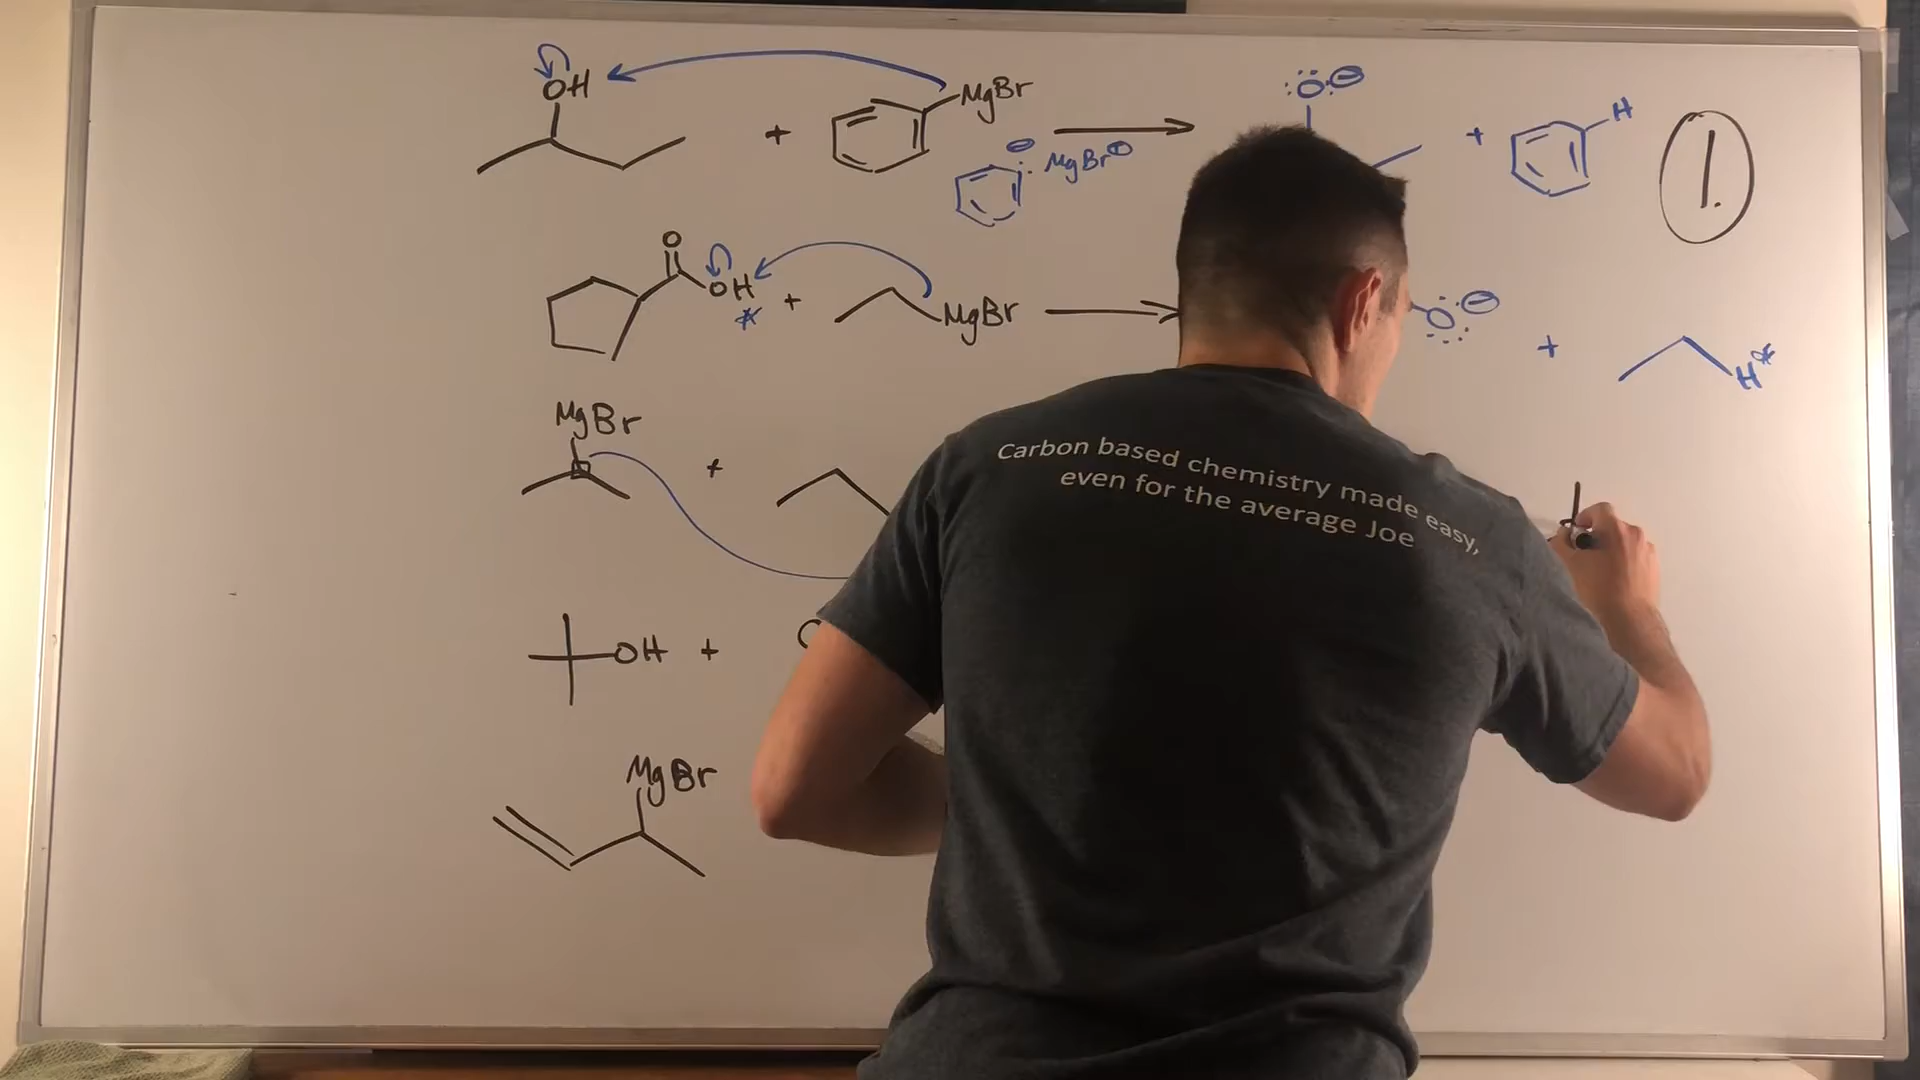 OH + MgBr :Ö: ⊖ + H 1.
⊖ : MgBr⊕
O
OH + MgBr O ⊖ + H*
*
MgBr
+
OH +
MgBr
Carbon based chemistry made easy,
even for the average Joe